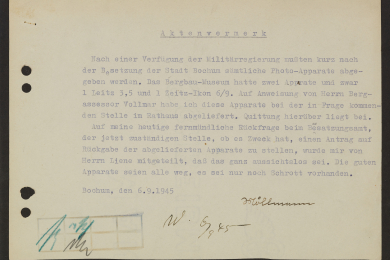 Aktenvermerk
Nach einer Verfügung der Militärregierung mußten kurz nach
der Besetzung der Stadt Bochum sämtliche Photo-Apparate abge-
geben werden. Das Bergbau-Museum hatte zwei Apparate und zwar
1 Leitz 3,5 und 1 Zeitz-Ikon 6/9. Auf Anweisung von Herrn Berg-
assessor Vollmar habe ich diese Apparate bei der in Frage kommen-
den Stelle im Rathaus abgeliefert. Quittung hierüber liegt bei.
Auf meine heutige fernmündliche Rückfrage beim Besatzungsamt,
der jetzt zuständigen Stelle, ob es Zweck hat, einen Antrag auf
Rückgabe der abgelieferten Apparate zu stellen, wurde mir von
Herrn Liene mitgeteilt, daß das ganz aussichtslos sei. Die guten
Apparate seien alle weg, es sei nur noch Schrott vorhanden.
Bochum, den 6.9.1945